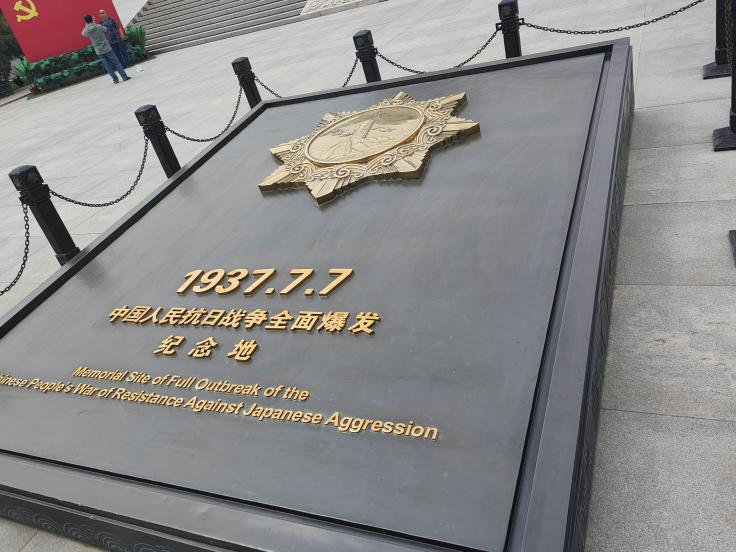 1937.7.7
中国人民抗日战争全面爆发
纪念地
Memorial Site of Full Outbreak of the
hinese People's War of Resistance Against Japanese Aggression